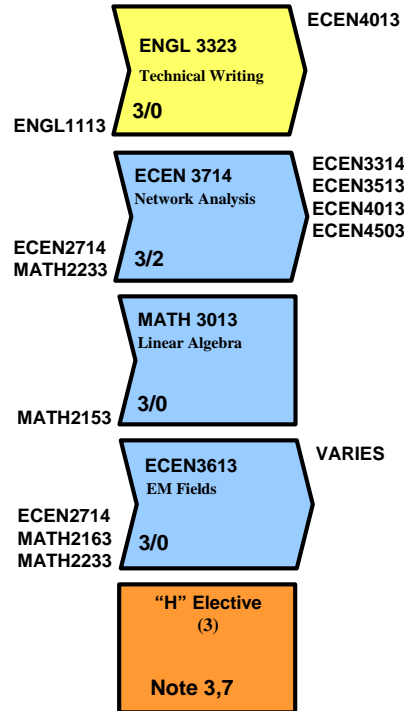 ECEN4013
ENGL 3323
Technical Writing
3/0
ENGL1113
ECEN 3714
Network Analysis
3/2
ECEN3314
ECEN3513
ECEN4013
ECEN4503
ECEN2714
MATH2233
MATH 3013
Linear Algebra
3/0
MATH2153
ECEN3613
EM Fields
3/0
VARIES
ECEN2714
MATH2163
MATH2233
“H” Elective
(3)
Note 3,7